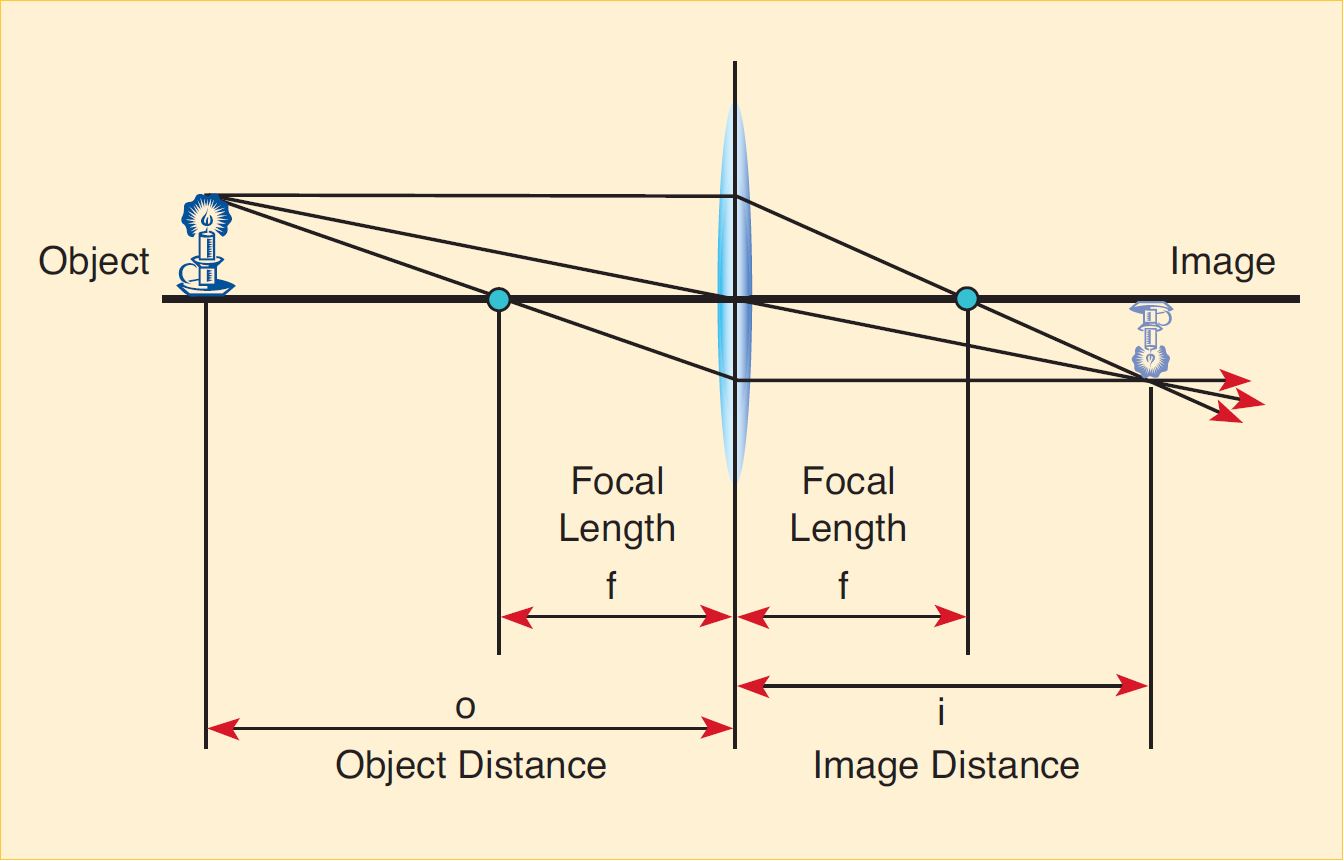 Object
Image
Focal
Length
f
Focal
Length
f
o
Object Distance
i
Image Distance